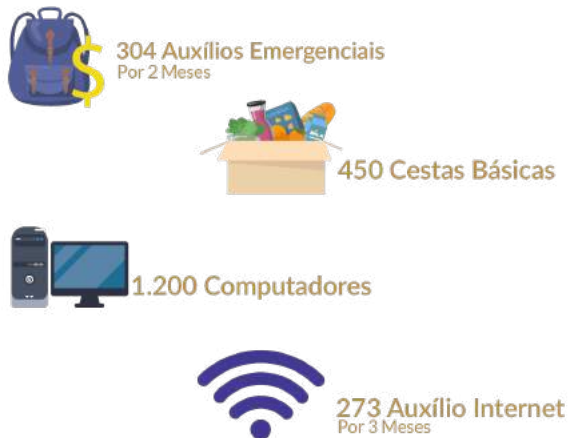 304 Auxílios Emergenciais
Por 2 Meses
450 Cestas Básicas
1.200 Computadores
273 Auxílio Internet
Por 3 Meses